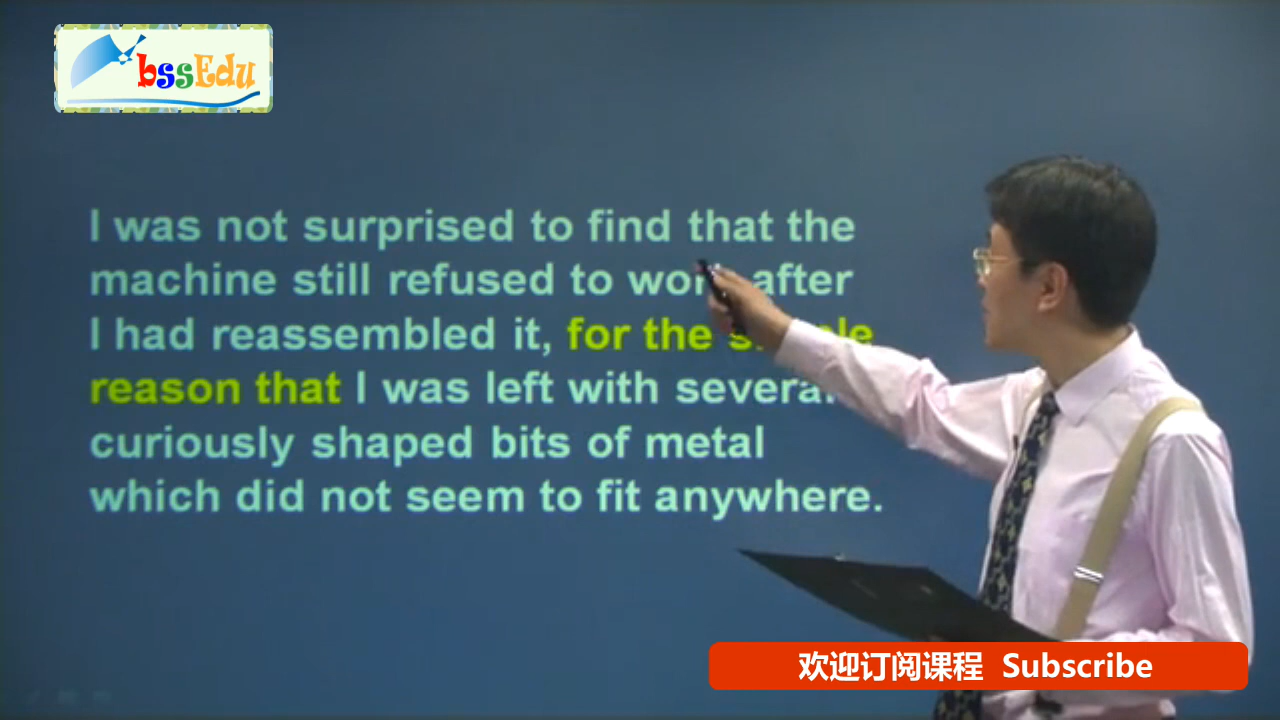 bssEdu
I was not surprised to find that the
machine still refused to after
I had reassembled it, for the
reason that I was left with
curiously shaped bits of metal
which did not seem to fit anywhere.
欢迎订阅课程 Subscribe